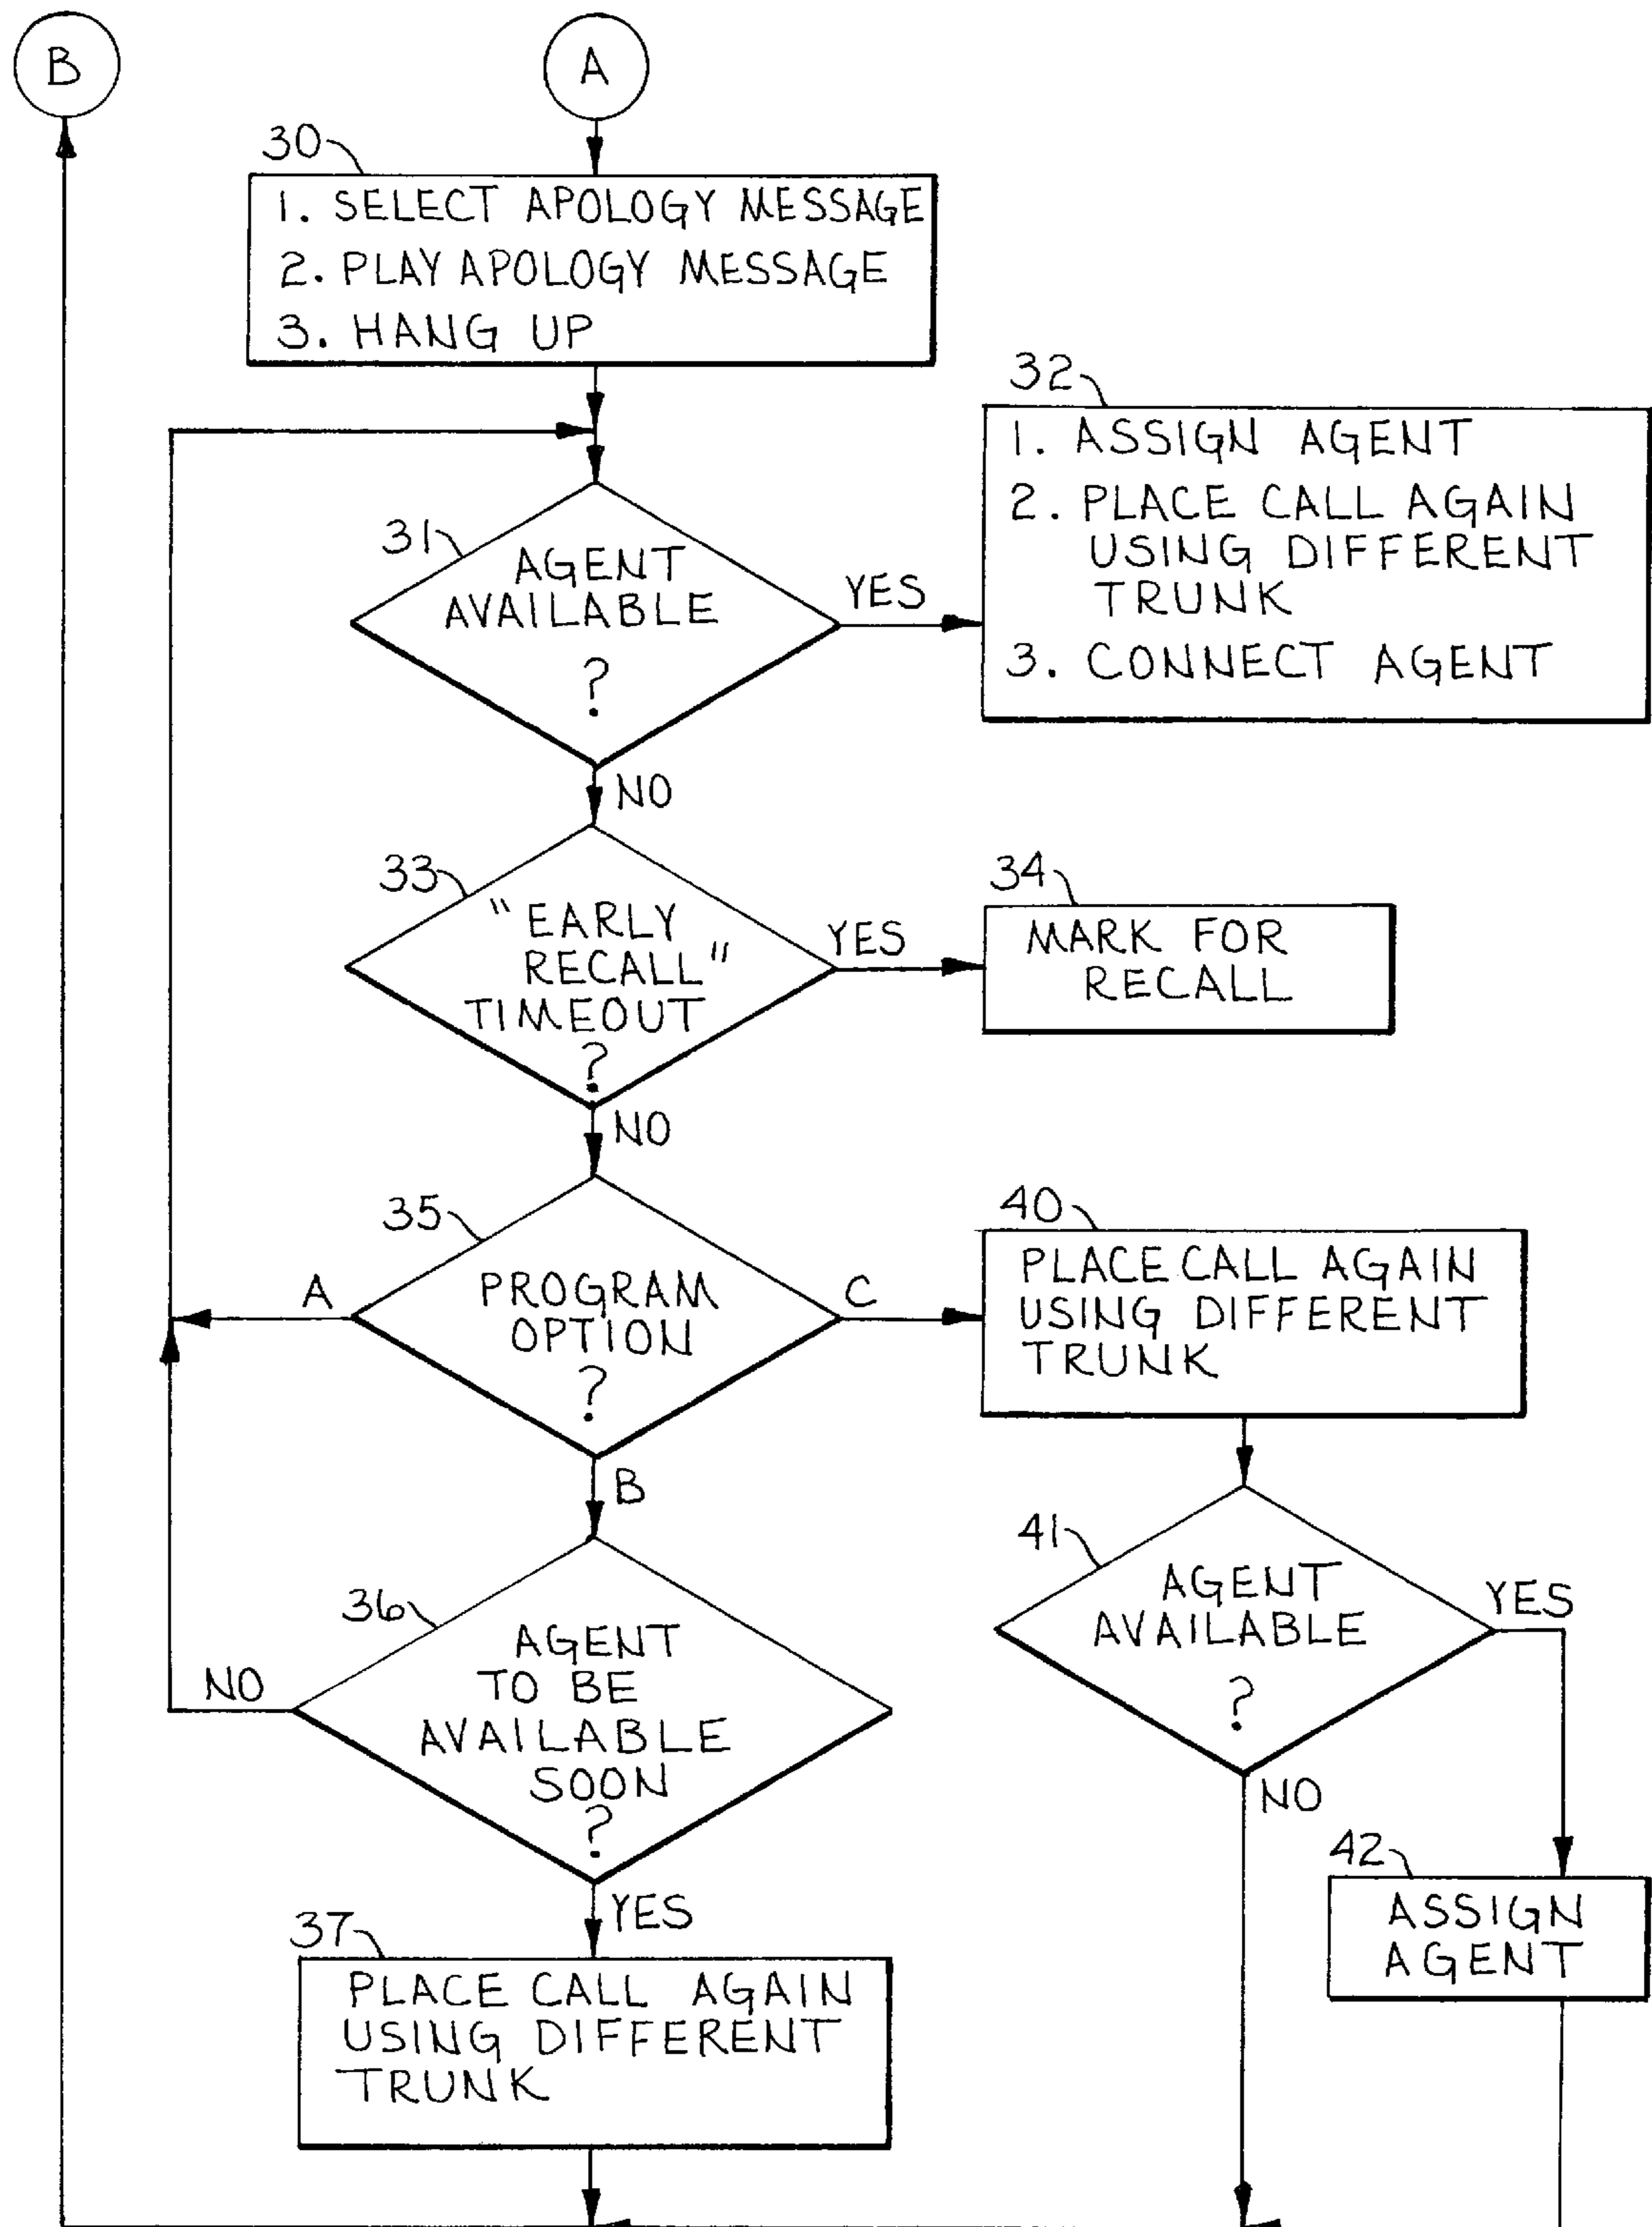 B
A
30
1. SELECT APOLOGY MESSAGE
2. PLAY APOLOGY MESSAGE
3. HANG UP
32
1. ASSIGN AGENT
2. PLACE CALL AGAIN
USING DIFFERENT
TRUNK
3. CONNECT AGENT
31
AGENT
AVAILABLE
?
YES
NO
33
"EARLY
RECALL"
TIMEOUT
?
YES
34
MARK FOR
RECALL
NO
35
PROGRAM
OPTION
?
A
C
40
PLACE CALL AGAIN
USING DIFFERENT
TRUNK
B
36
AGENT
TO BE
AVAILABLE
SOON
?
NO
41
AGENT
AVAILABLE
?
YES
NO
42
ASSIGN
AGENT
YES
37
PLACE CALL AGAIN
USING DIFFERENT
TRUNK